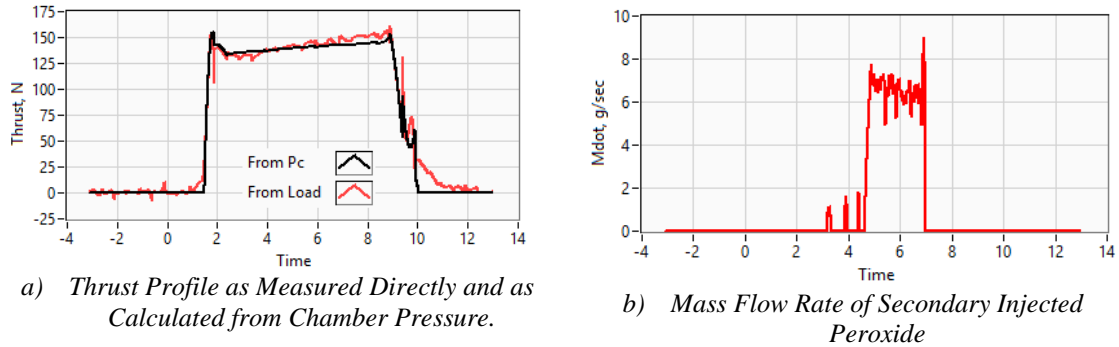 175
150
125
100
75
50
25
0
-25
Thrust, N
From Pc
From Load
-4 -2 0 2 4 6 8 10 12 14
Time
a) Thrust Profile as Measured Directly and as
Calculated from Chamber Pressure.
10
8
6
4
2
0
Mdot, g/sec
-4 -2 0 2 4 6 8 10 12 14
Time
b) Mass Flow Rate of Secondary Injected
Peroxide